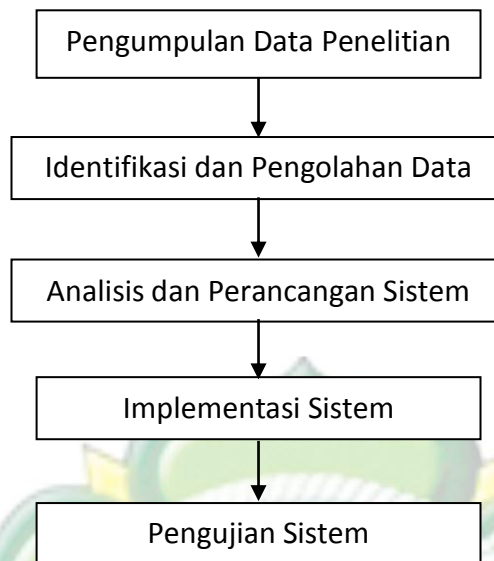 Pengumpulan Data Penelitian
Identifikasi dan Pengolahan Data
Analisis dan Perancangan Sistem
Implementasi Sistem
Pengujian Sistem